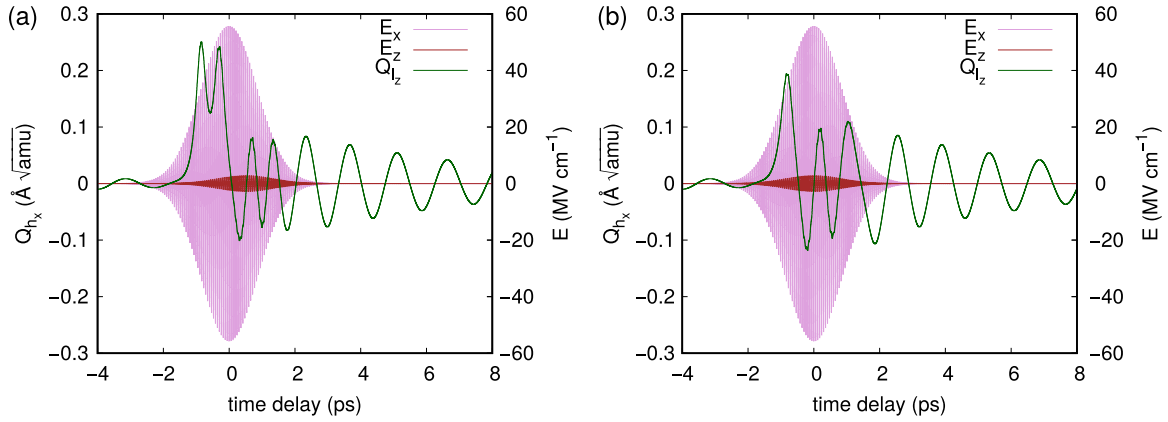 (a)
0.3
0.2
0.1
0
−0.1
−0.2
−0.3
Q_{h_x} (Å √amu)
60
40
20
0
−20
−40
−60
E (MV cm⁻¹)
E_x
E_z
Q_{l_z}
−4 −2 0 2 4 6 8
time delay (ps)
(b)
0.3
0.2
0.1
0
−0.1
−0.2
−0.3
Q_{h_x} (Å √amu)
60
40
20
0
−20
−40
−60
E (MV cm⁻¹)
E_x
E_z
Q_{l_z}
−4 −2 0 2 4 6 8
time delay (ps)